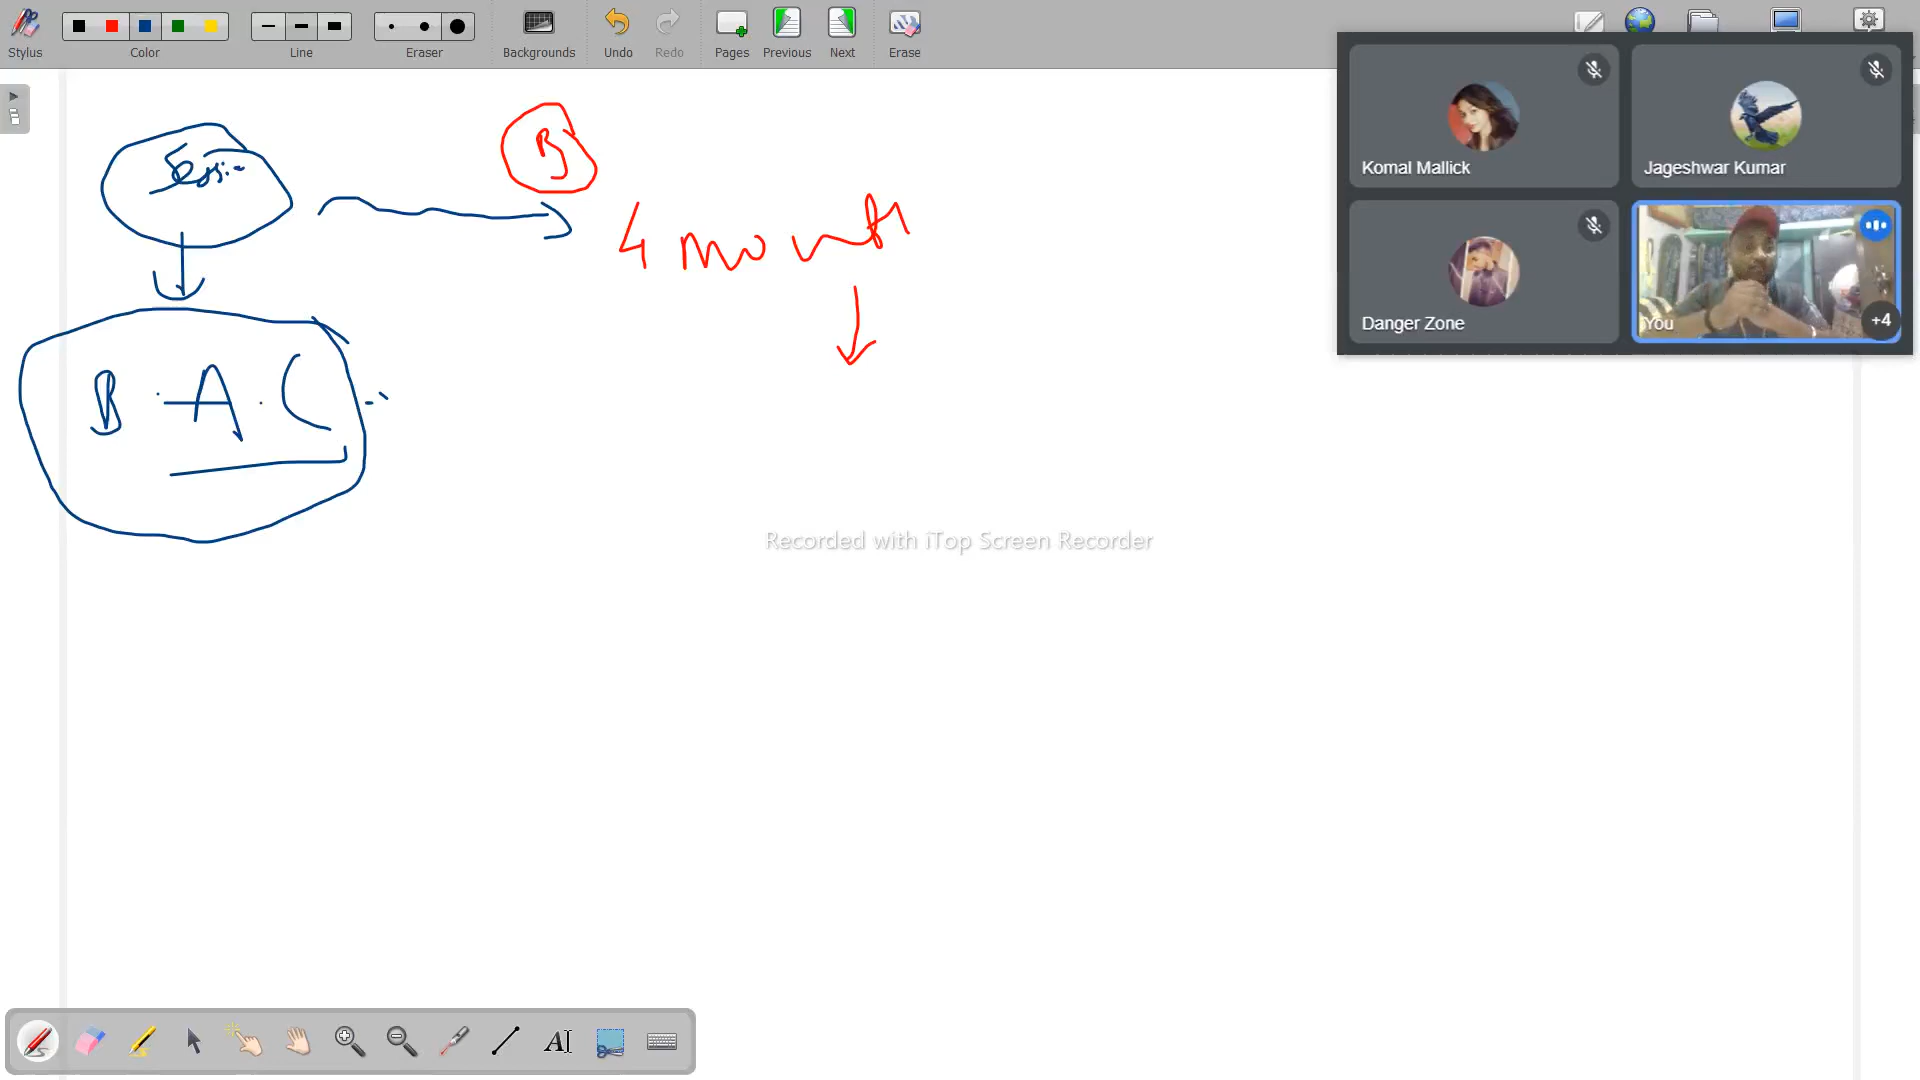 Stylus
Color
Line
Eraser
Backgrounds
Undo
Redo
Pages
Previous
Next
Erase
Komal Mallick
Jageshwar Kumar
Danger Zone
You
+4
B
4 month
B. A. C
Recorded with iTop Screen Recorder
AI